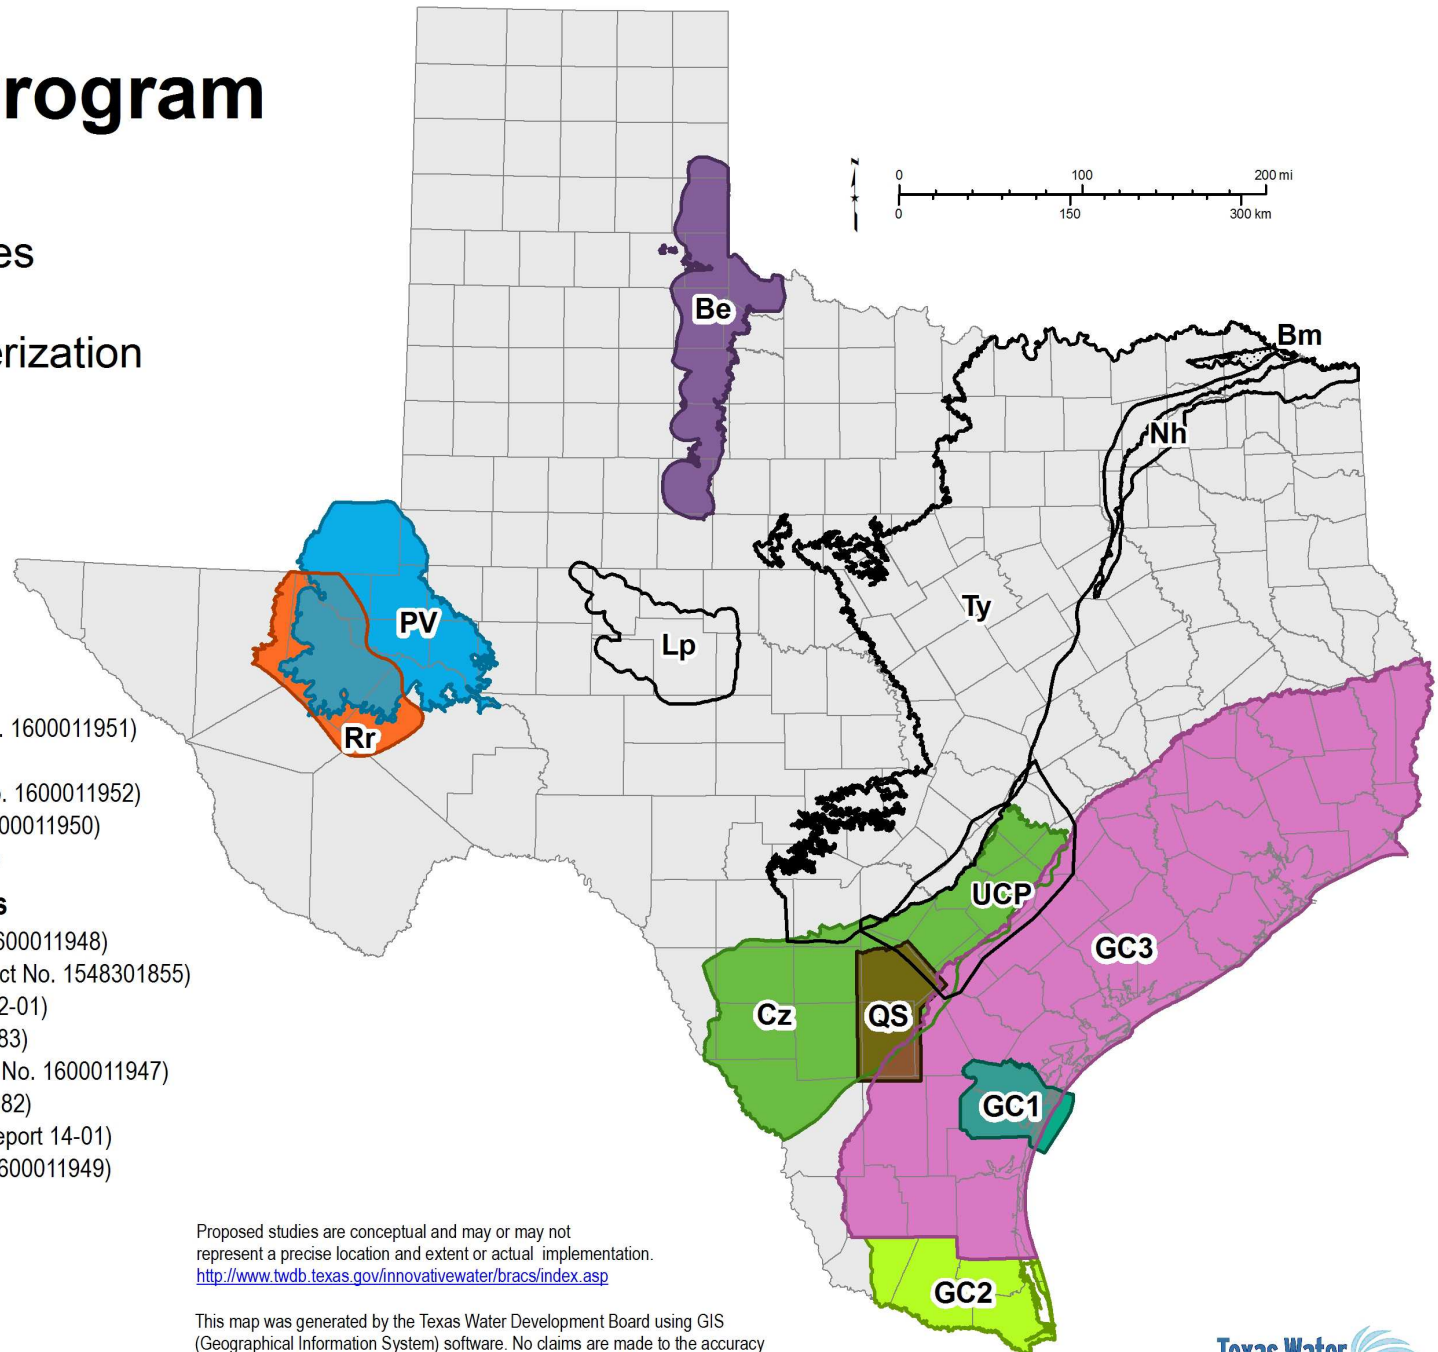 rogram
es
erization
. 1600011951)
o. 1600011952)
00011950)
s
600011948)
ct No. 1548301855)
2-01)
83)
No. 1600011947)
82)
eport 14-01)
600011949)
N
0 100 200 mi
0 150 300 km
Be
Bm
Nh
PV
Lp
Ty
Rr
UCP
GC3
Cz
QS
GC1
GC2
Proposed studies are conceptual and may or may not
represent a precise location and extent or actual implementation.
http://www.twdb.texas.gov/innovativewater/bracs/index.asp
This map was generated by the Texas Water Development Board using GIS
(Geographical Information System) software. No claims are made to the accuracy
Texas Water